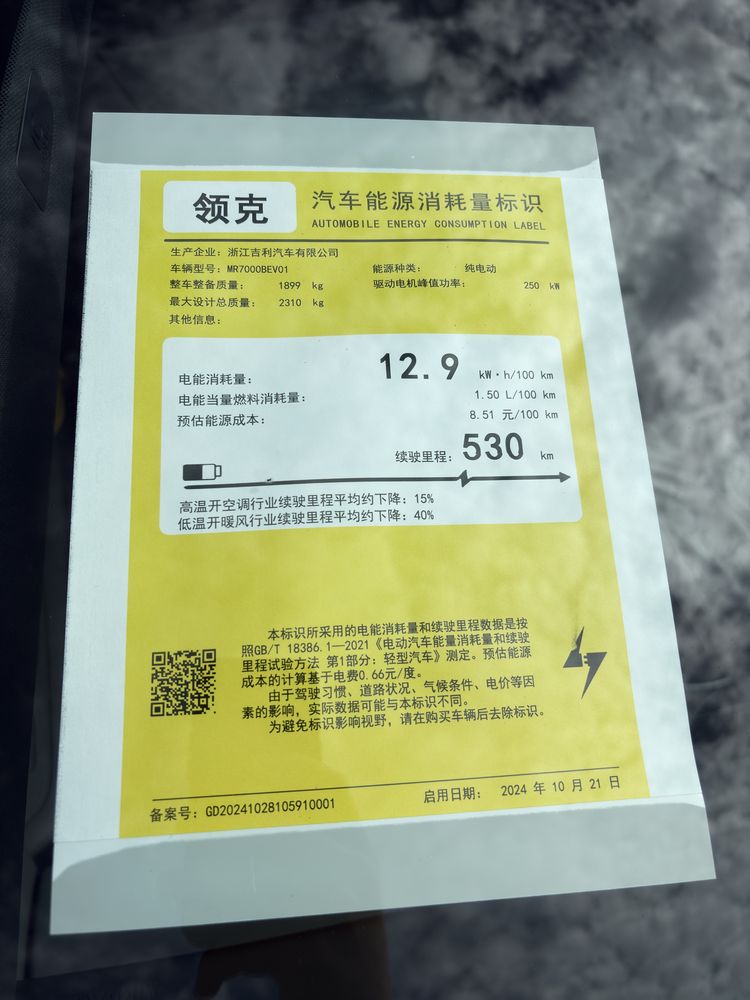 领克
汽车能源消耗量标识
AUTOMOBILE ENERGY CONSUMPTION LABEL
生产企业：浙江吉利汽车有限公司
车辆型号：MR7000BEV01 能源种类： 纯电动
整车整备质量： 1899 kg 驱动电机峰值功率： 250 kW
最大设计总质量： 2310 kg
其他信息：
电能消耗量： 12.9 kW·h/100 km
电能当量燃料消耗量： 1.50 L/100 km
预估能源成本： 8.51 元/100 km
续驶里程：530 km
高温开空调行业续驶里程平均约下降：15%
低温开暖风行业续驶里程平均约下降：40%
本标识所采用的电能消耗量和续驶里程数据是按
照GB/T 18386.1—2021《电动汽车能量消耗量和续驶
里程试验方法 第1部分：轻型汽车》测定。预估能源
成本的计算基于电费0.66元/度。
由于驾驶习惯、道路状况、气候条件、电价等因
素的影响，实际数据可能与本标识不同。
为避免标识影响视野，请在购买车辆后去除标识。
备案号：GD20241028105910001 启用日期： 2024 年 10 月 21 日